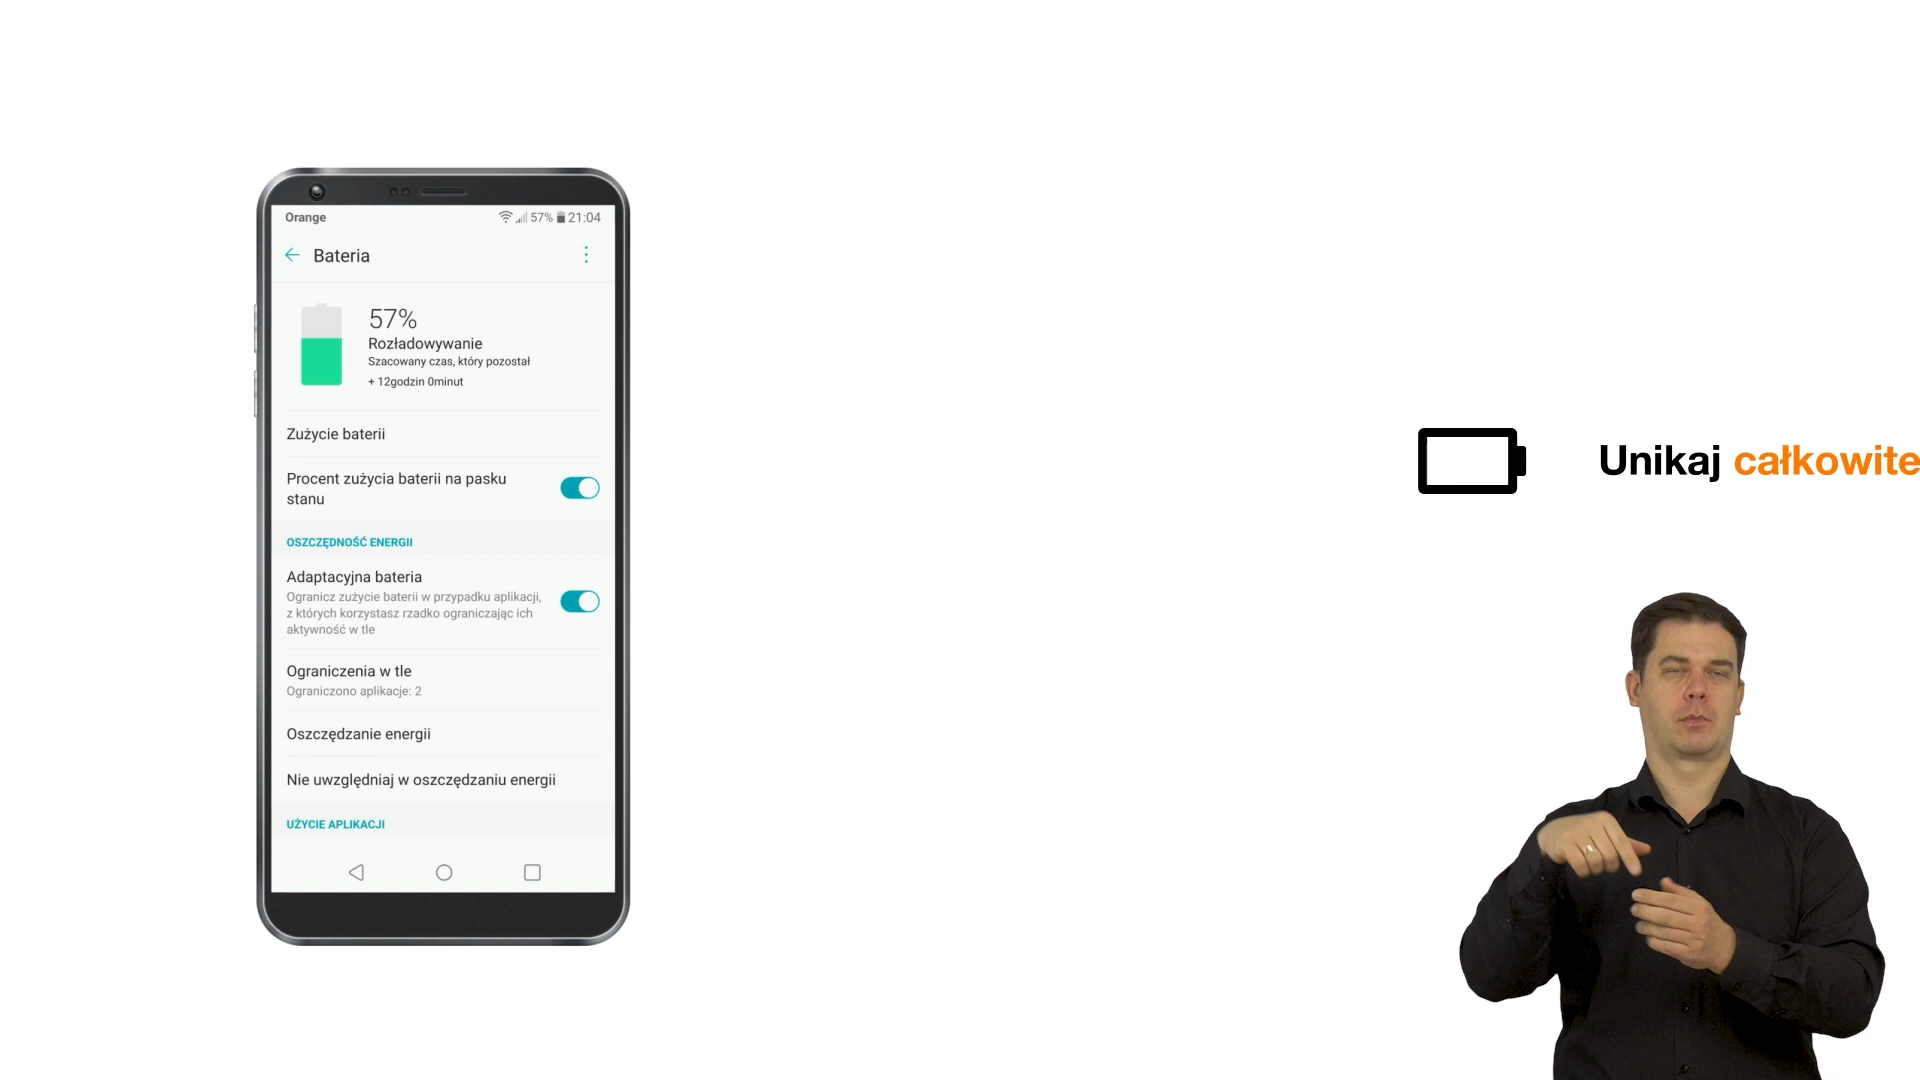 Orange
57% 21:04
Bateria
57%
Rozładowywanie
Szacowany czas, który pozostał
+ 12godzin 0minut
Zużycie baterii
Procent zużycia baterii na pasku
stanu
OSZCZĘDNOŚĆ ENERGII
Adaptacyjna bateria
Ogranicz zużycie baterii w przypadku aplikacji,
z których korzystasz rzadko ograniczając ich
aktywność w tle
Ograniczenia w tle
Ograniczono aplikacje: 2
Oszczędzanie energii
Nie uwzględniaj w oszczędzaniu energii
UŻYCIE APLIKACJI
Unikaj całkowite